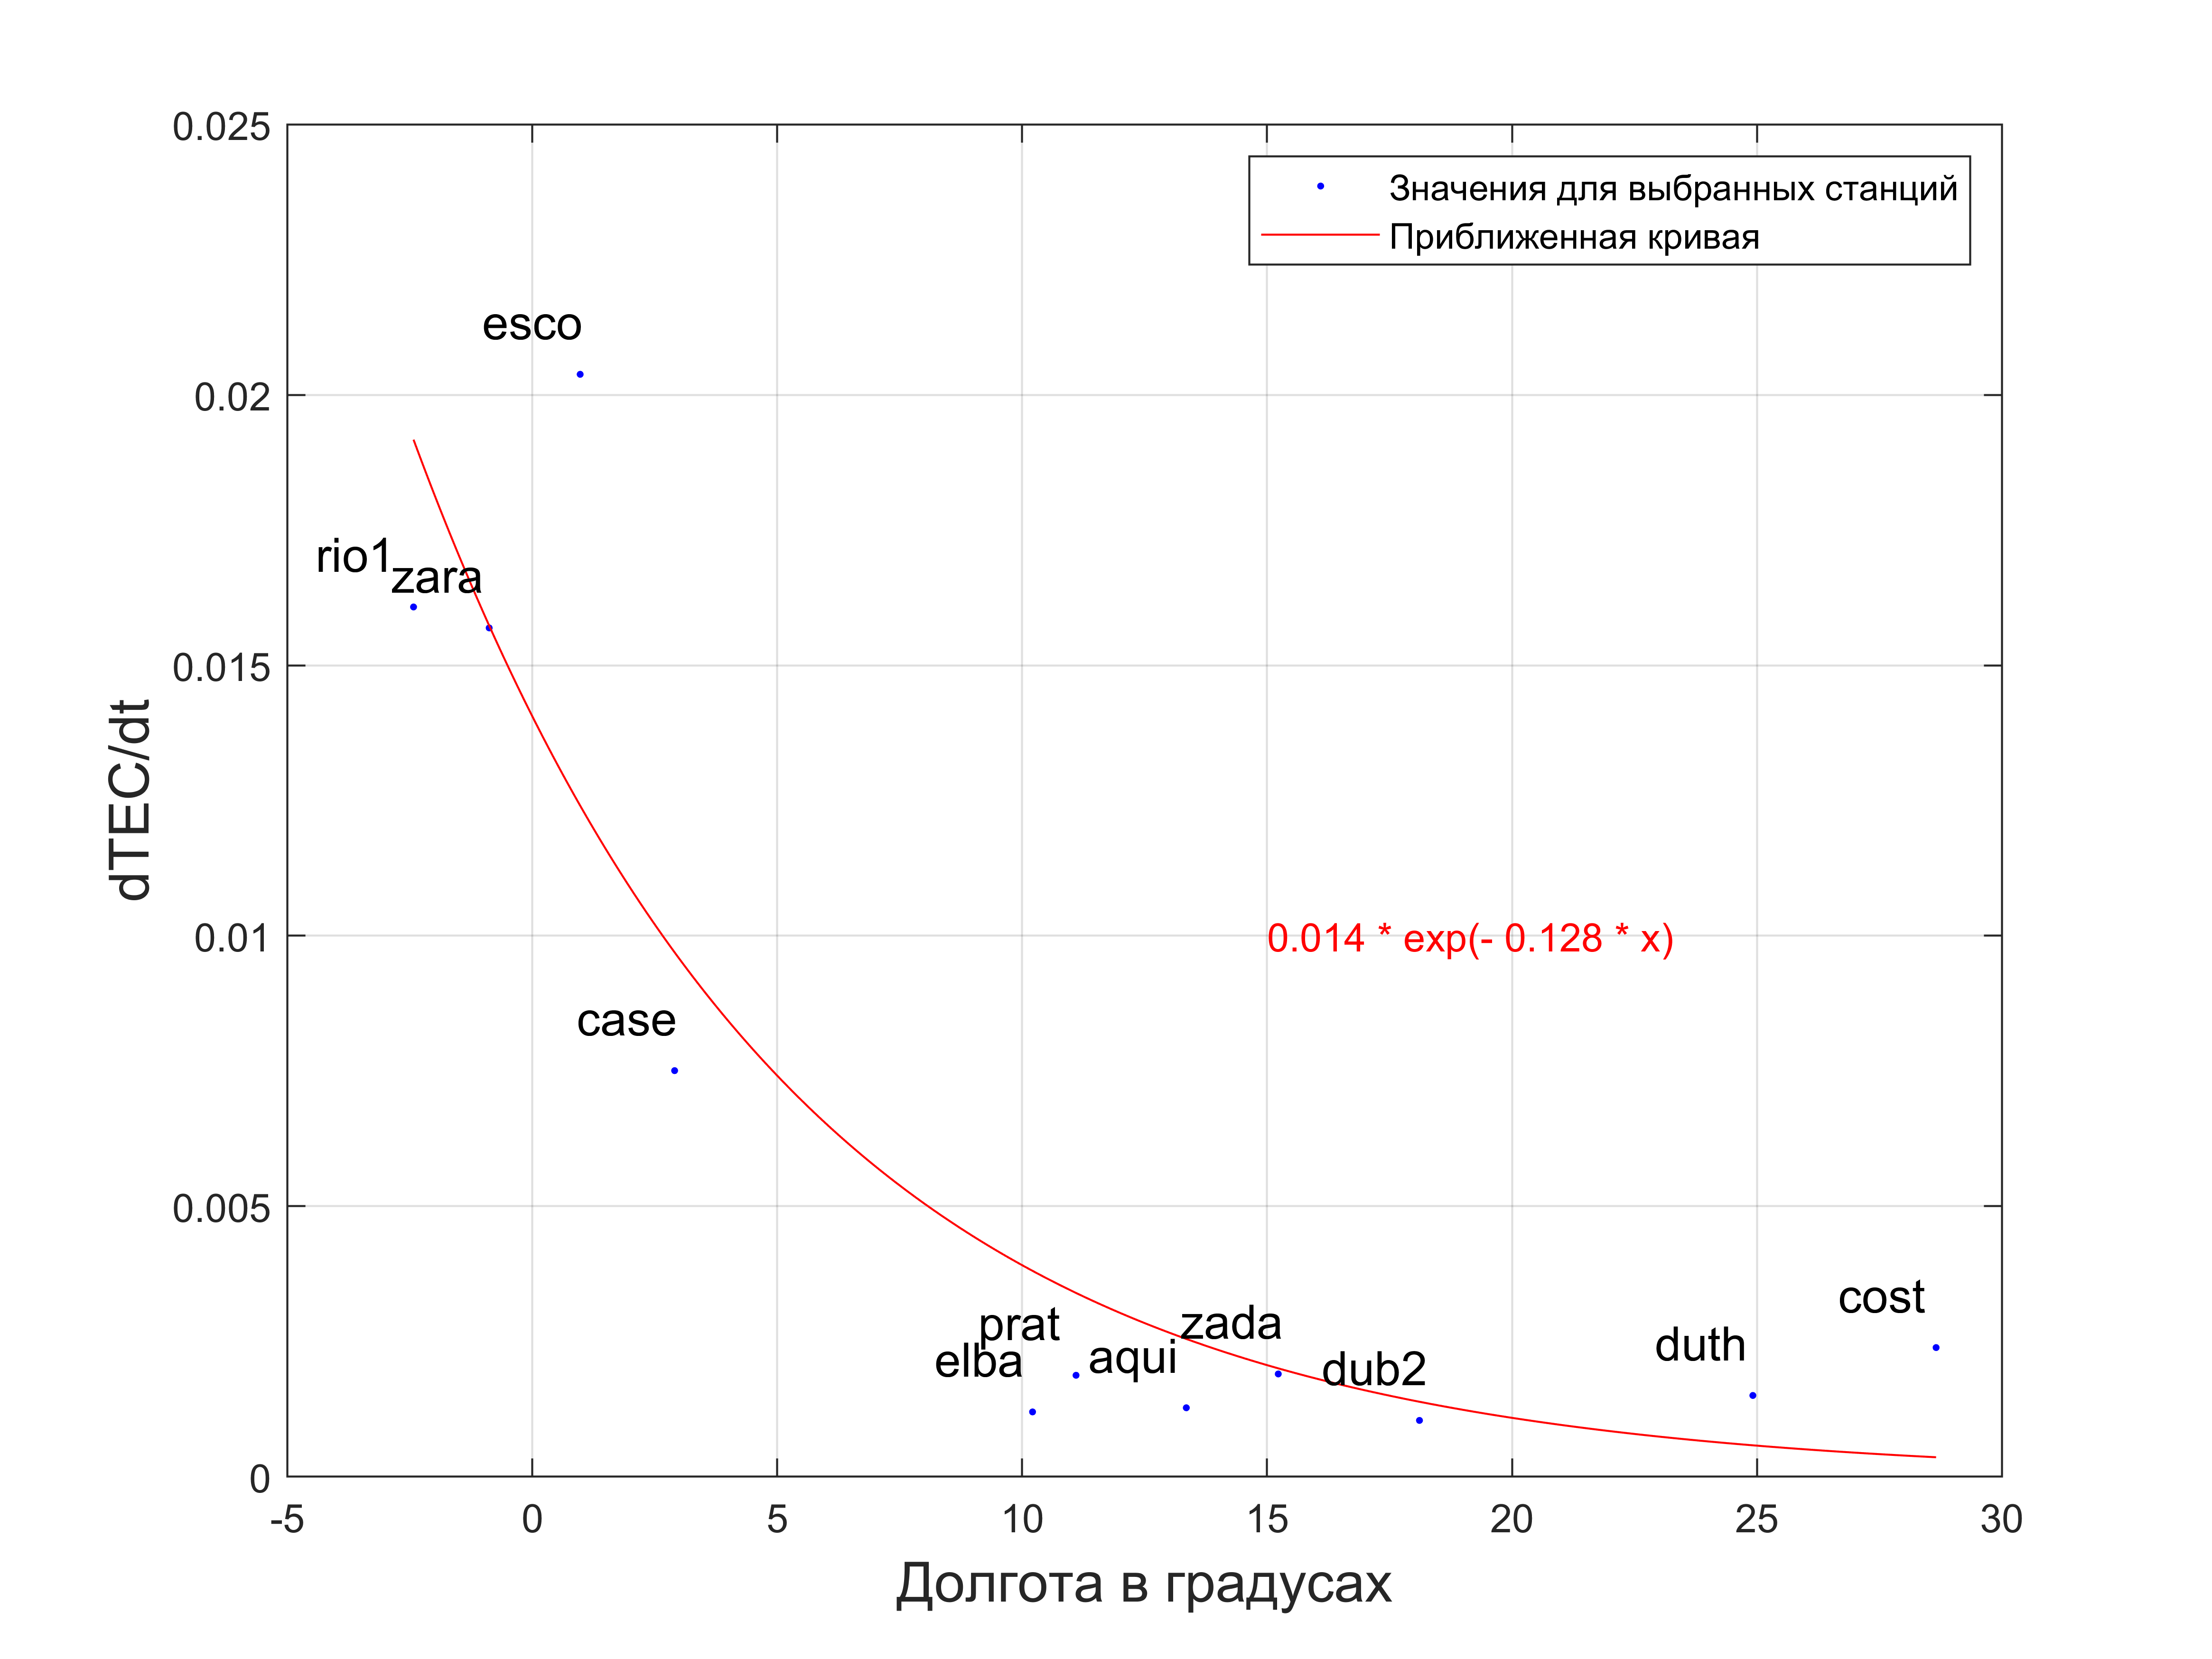 0.025
Значения для выбранных станций
Приближенная кривая
esco
0.02
rio1
zara
0.015
dTEC/dt
0.01
0.014 * exp(- 0.128 * x)
case
0.005
cost
prat
zada
elba
aqui
dub2
duth
0
-5 0 5 10 15 20 25 30
Долгота в градусах